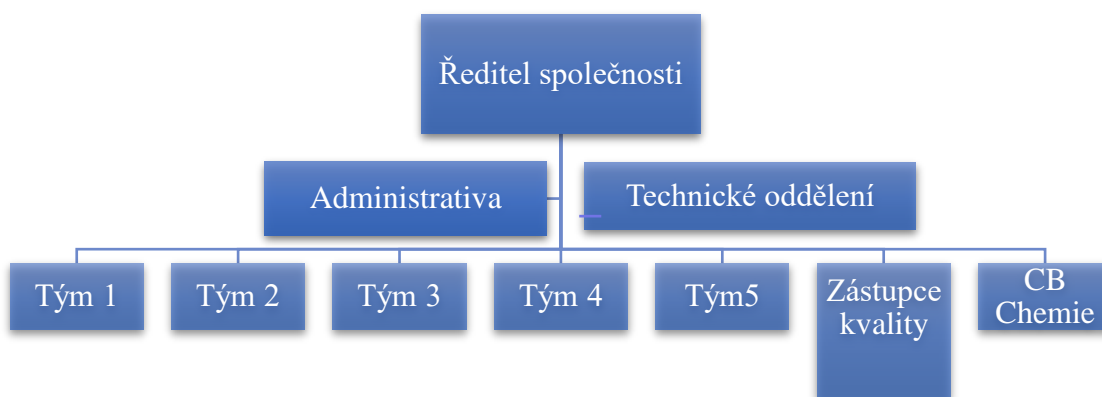 Ředitel společnosti
Administrativa
Technické oddělení
Tým 1
Tým 2
Tým 3
Tým 4
Tým5
Zástupce
kvality
CB
Chemie